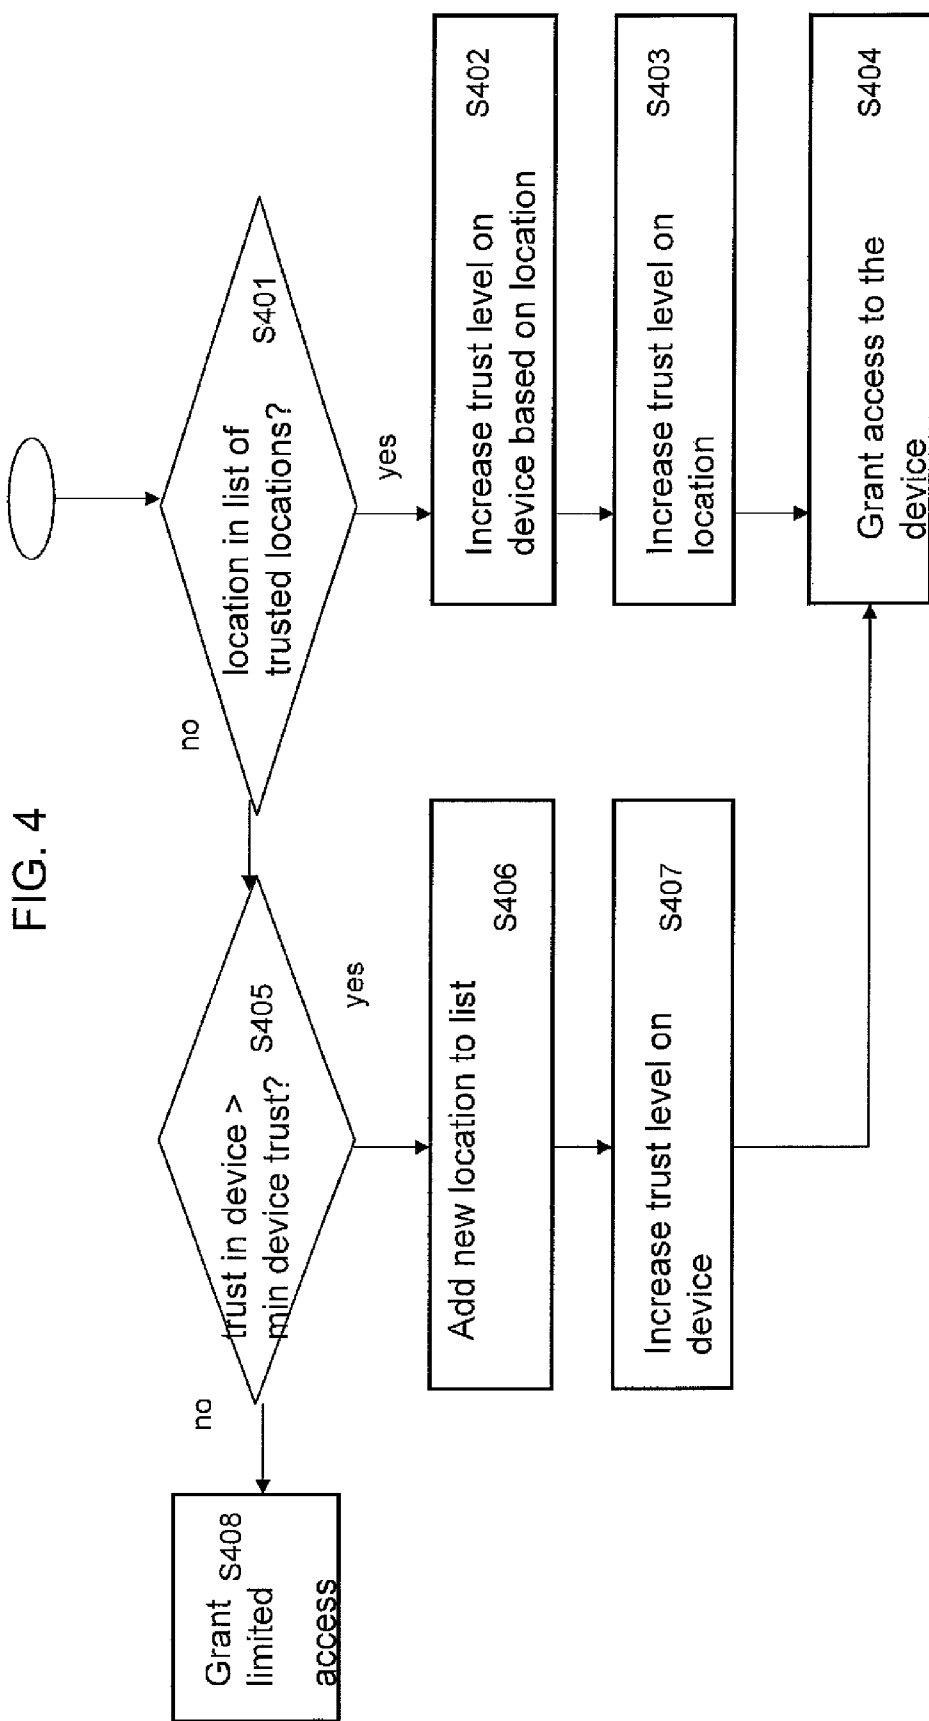 FIG. 4
location in list of
trusted locations?
S401
no
yes
Increase trust level on
device based on location
S402
Increase trust level on
location
S403
Grant access to the
device
S404
trust in device >
min device trust?
S405
no
yes
Add new location to list
S406
Increase trust level on
device
S407
Grant
limited
access
S408